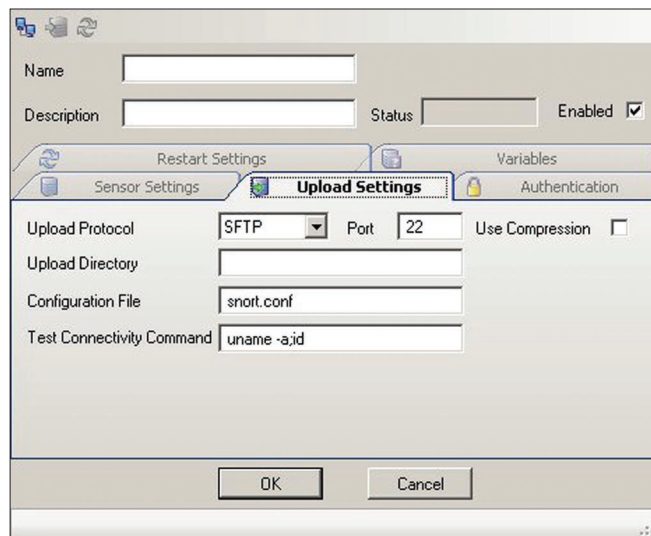 Name
Description Status Enabled
Restart Settings Variables
Sensor Settings Upload Settings Authentication
Upload Protocol SFTP Port 22 Use Compression
Upload Directory
Configuration File snort.conf
Test Connectivity Command uname -a;id
OK Cancel